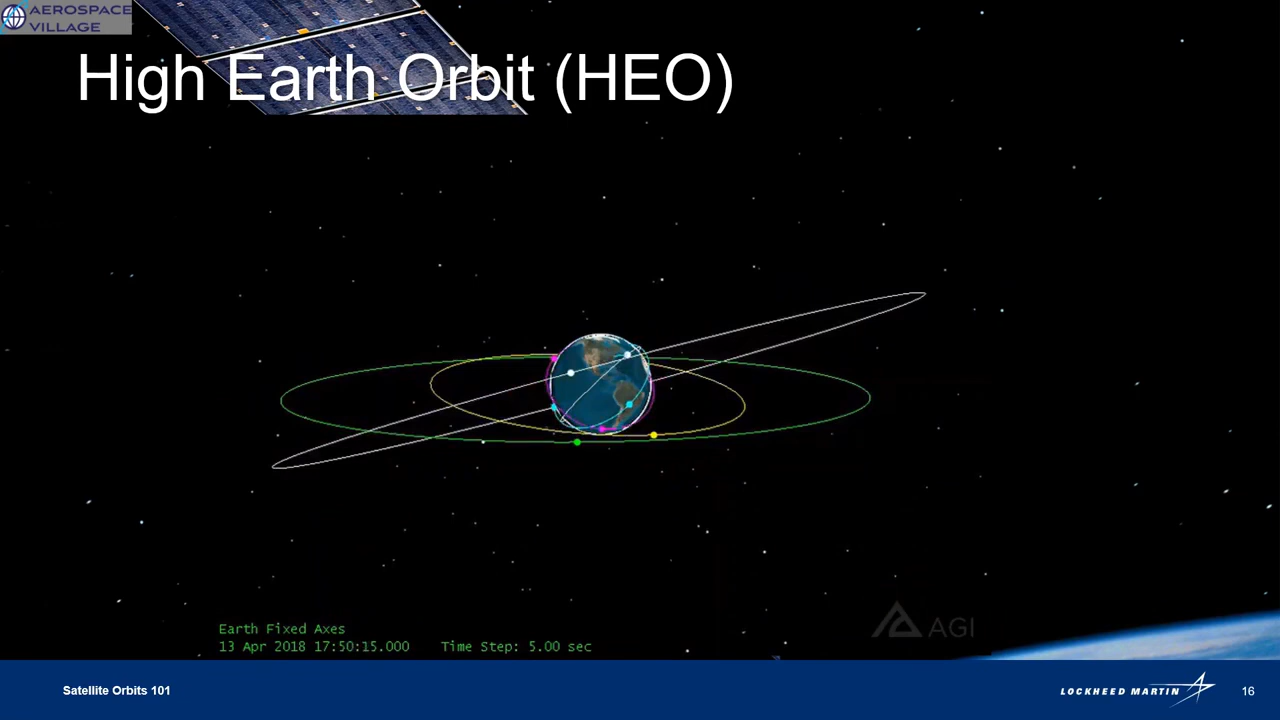 AEROSPACE
VILLAGE
High Earth Orbit (HEO)
Earth Fixed Axes
13 Apr 2018 17:50:15.000    Time Step: 5.00 sec
AGI
Satellite Orbits 101
LOCKHEED MARTIN
16